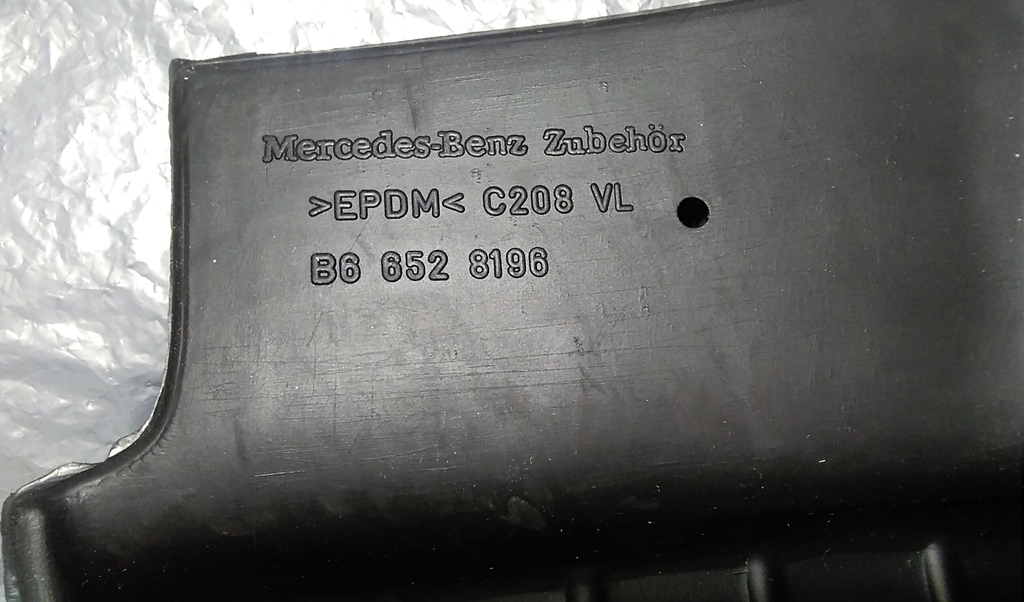 Mercedes-Benz Zubehör
>EPDM< C208 VL
B6 652 8196